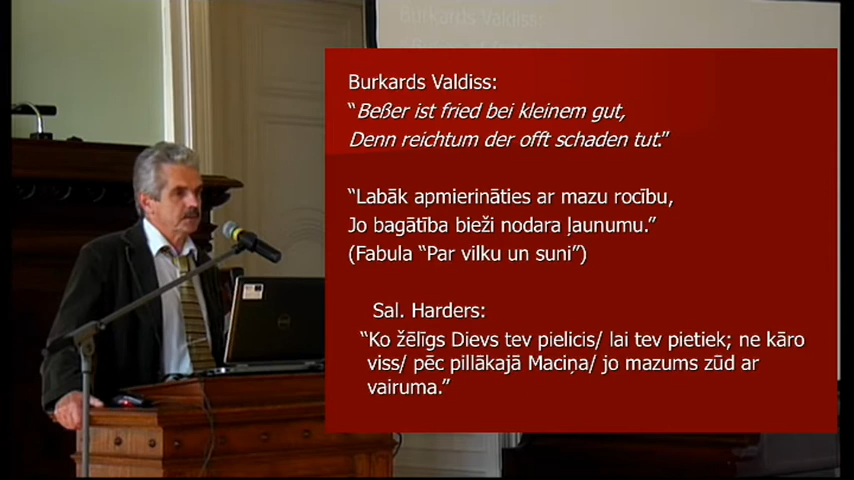 Burkards Valdiss:
Burkards Valdiss:
“Beßer ist fried bei kleinem gut,
Denn reichtum der offt schaden tut.”
“Labāk apmierināties ar mazu rocību,
Jo bagātība bieži nodara ļaunumu.”
(Fabula “Par vilku un suni”)
Sal. Harders:
“Ko žēlīgs Dievs tev pielicis/ lai tev pietiek; ne kāro
viss/ pēc pillākajā Maciņa/ jo mazums zūd ar
vairuma.”